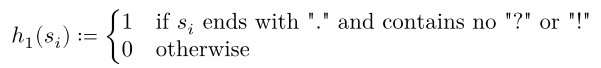 h₁(sᵢ) := { 1 if sᵢ ends with "." and contains no "?" or "!"
0 otherwise